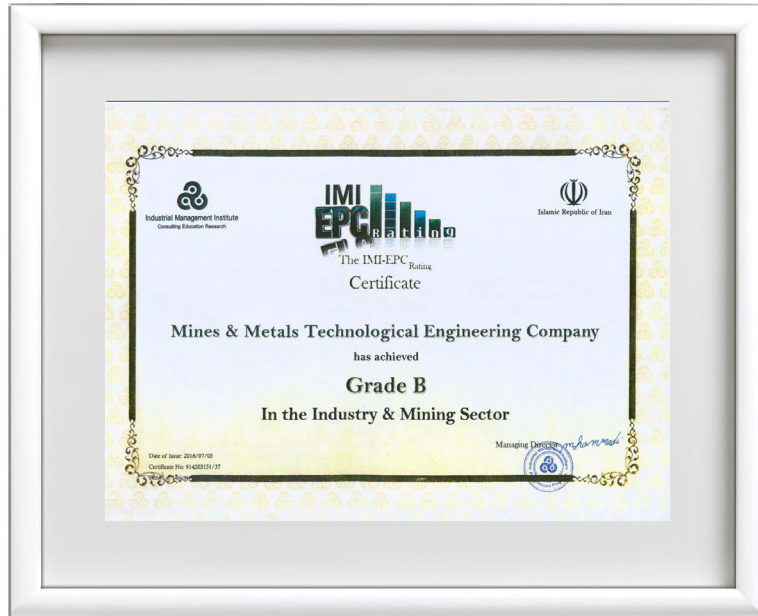 Industrial Management Institute
Consulting Education Research
IMI
EPC
Rating
Islamic Republic of Iran
The IMI-EPC Rating
Certificate
Mines & Metals Technological Engineering Company
has achieved
Grade B
In the Industry & Mining Sector
Managing Director
Date of Issue: 2016/07/03
Certificate No: 914203151/37